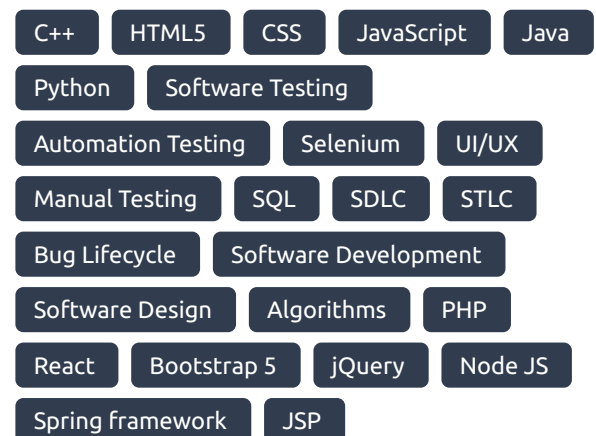 C++ HTML5 CSS JavaScript Java
Python Software Testing
Automation Testing Selenium UI/UX
Manual Testing SQL SDLC STLC
Bug Lifecycle Software Development
Software Design Algorithms PHP
React Bootstrap 5 jQuery Node JS
Spring framework JSP